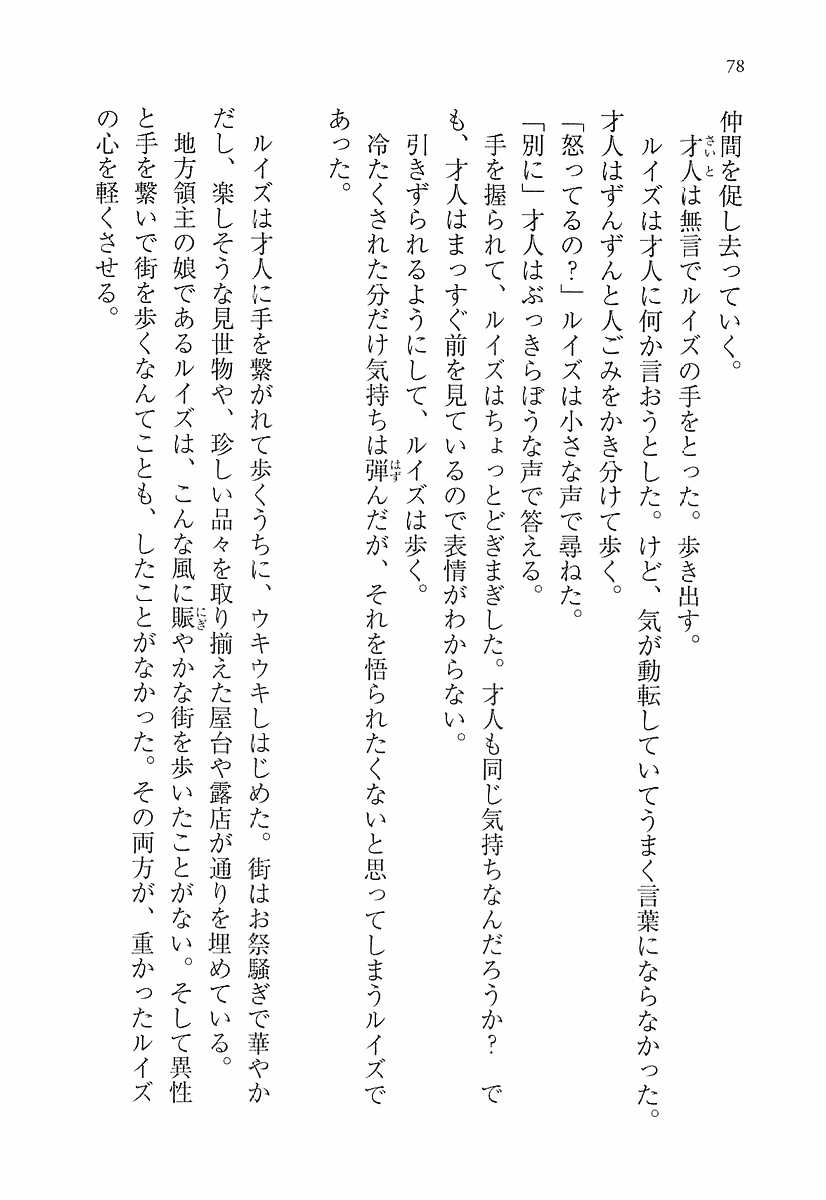 78
仲間を促し去っていく。
才人は無言でルイズの手をとった。歩き出す。
ルイズは才人に何か言おうとした。けど、気が動転していてうまく言葉にならなかった。
才人はずんずんと人ごみをかき分けて歩く。
「怒ってるの？」ルイズは小さな声で尋ねた。
「別に」才人はぶっきらぼうな声で答える。
手を握られて、ルイズはちょっとどぎまぎした。才人も同じ気持ちなんだろうか？　で
も、才人はまっすぐ前を見ているので表情がわからない。
引きずられるようにして、ルイズは歩く。
冷たくされた分だけ気持ちは弾んだが、それを悟られたくないと思ってしまうルイズで
あった。
ルイズは才人に手を繋がれて歩くうちに、ウキウキしはじめた。街はお祭騒ぎで華やか
だし、楽しそうな見世物や、珍しい品々を取り揃えた屋台や露店が通りを埋めている。
地方領主の娘であるルイズは、こんな風に賑やかな街を歩いたことがない。そして異性
と手を繋いで街を歩くなんてことも、したことがなかった。その両方が、重かったルイズ
の心を軽くさせる。